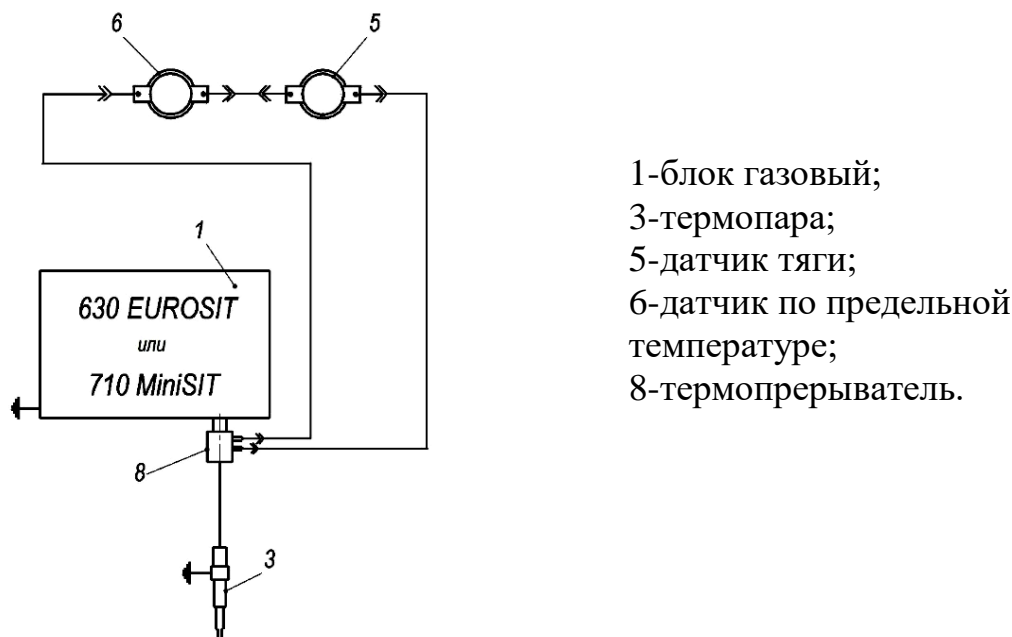 6
5
1
630 EUROSIT
или
710 MiniSIT
8
3
1-блок газовый;
3-термопара;
5-датчик тяги;
6-датчик по предельной
температуре;
8-термопрерыватель.